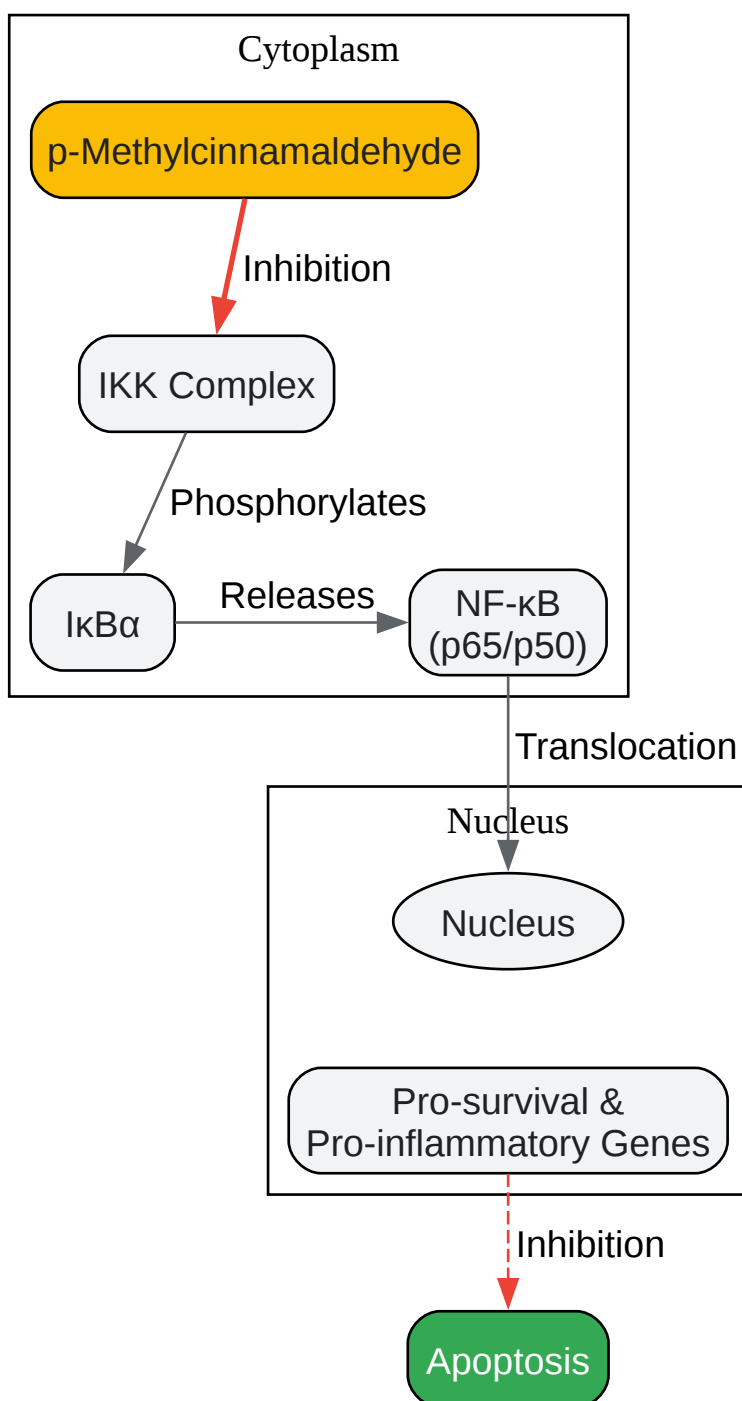 Cytoplasm
p-Methylcinnamaldehyde
Inhibition
IKK Complex
Phosphorylates
IκBα
Releases
NF-κB
(p65/p50)
Translocation
Nucleus
Nucleus
Pro-survival &
Pro-inflammatory Genes
Inhibition
Apoptosis